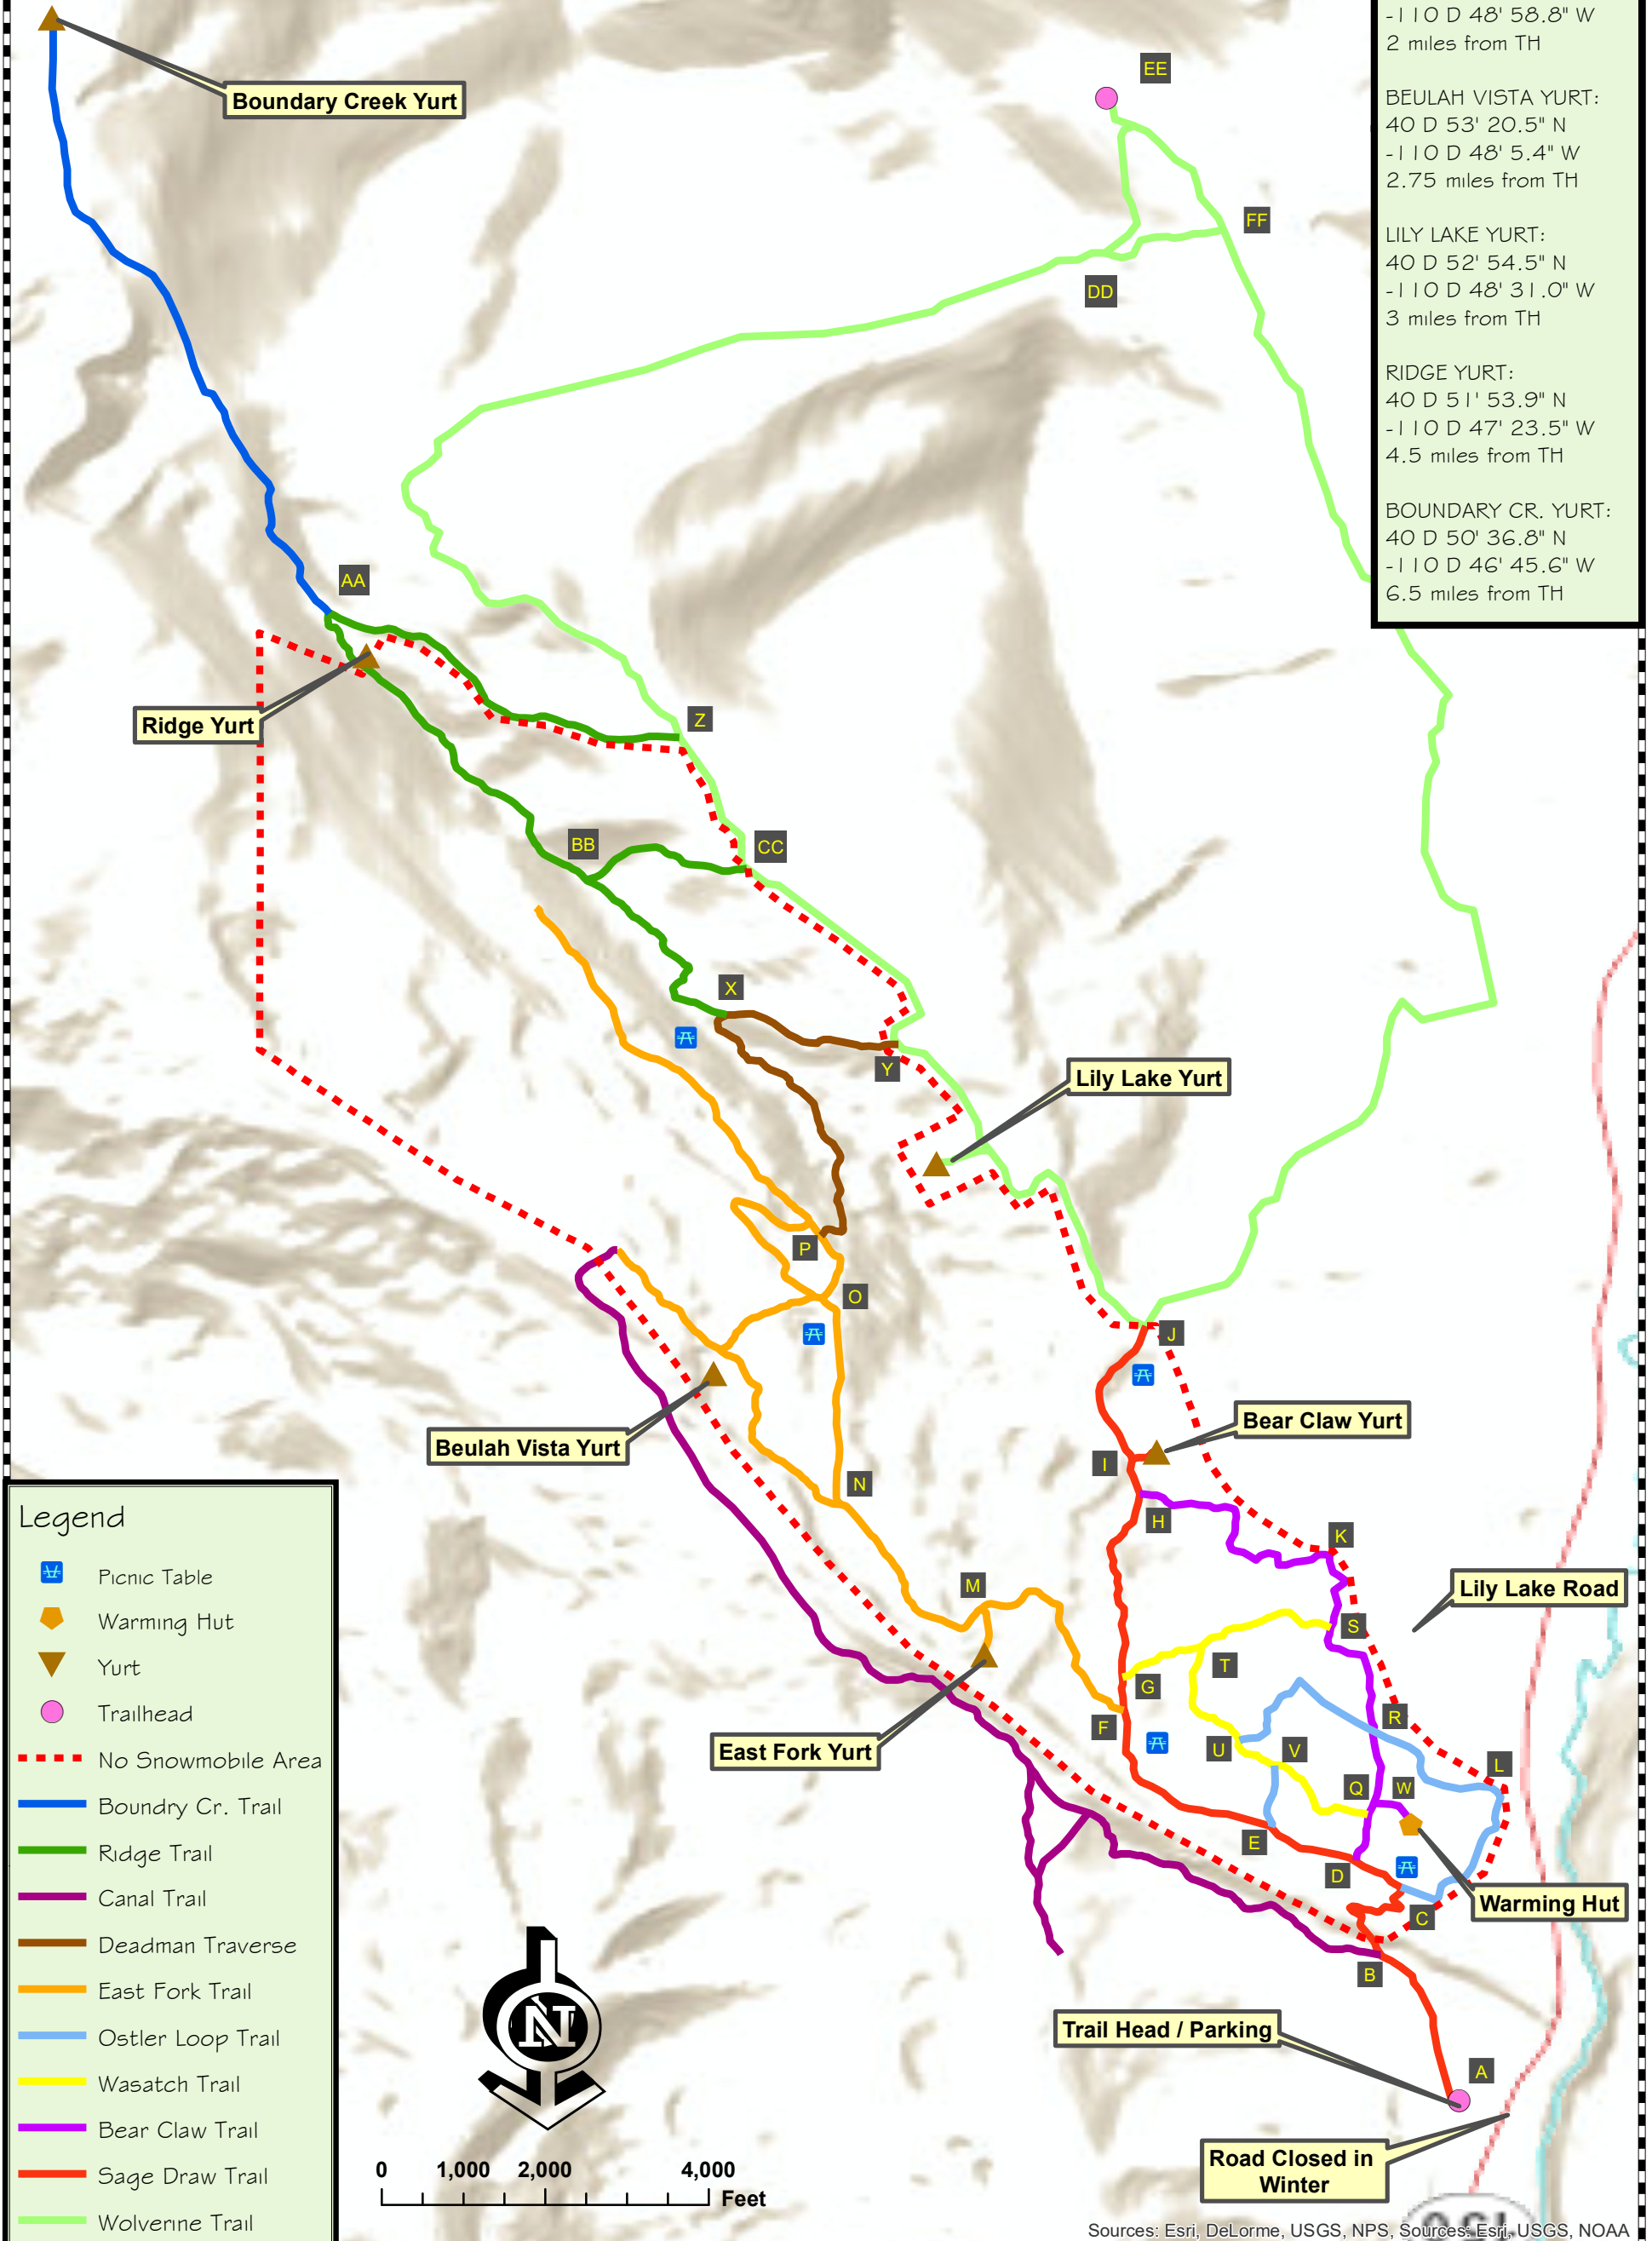 -110 D 48' 58.8" W
2 miles from TH
BEULAH VISTA YURT:
40 D 53' 20.5" N
-110 D 48' 5.4" W
2.75 miles from TH
LILY LAKE YURT:
40 D 52' 54.5" N
-110 D 48' 31.0" W
3 miles from TH
RIDGE YURT:
40 D 51' 53.9" N
-110 D 47' 23.5" W
4.5 miles from TH
BOUNDARY CR. YURT:
40 D 50' 36.8" N
-110 D 46' 45.6" W
6.5 miles from TH
Boundary Creek Yurt
EE
FF
DD
AA
Ridge Yurt
Z
BB
CC
X
Y
Lily Lake Yurt
P
O
J
Beulah Vista Yurt
Bear Claw Yurt
I
N
H
K
M
Lily Lake Road
S
T
G
R
F
U
V
East Fork Yurt
L
Q
W
E
D
Warming Hut
C
B
Trail Head / Parking
A
Road Closed in
Winter
Legend
Picnic Table
Warming Hut
Yurt
Trailhead
No Snowmobile Area
Boundry Cr. Trail
Ridge Trail
Canal Trail
Deadman Traverse
East Fork Trail
Ostler Loop Trail
Wasatch Trail
Bear Claw Trail
Sage Draw Trail
Wolverine Trail
N
0 1,000 2,000 4,000
Feet
Sources: Esri, DeLorme, USGS, NPS, Sources: Esri, USGS, NOAA